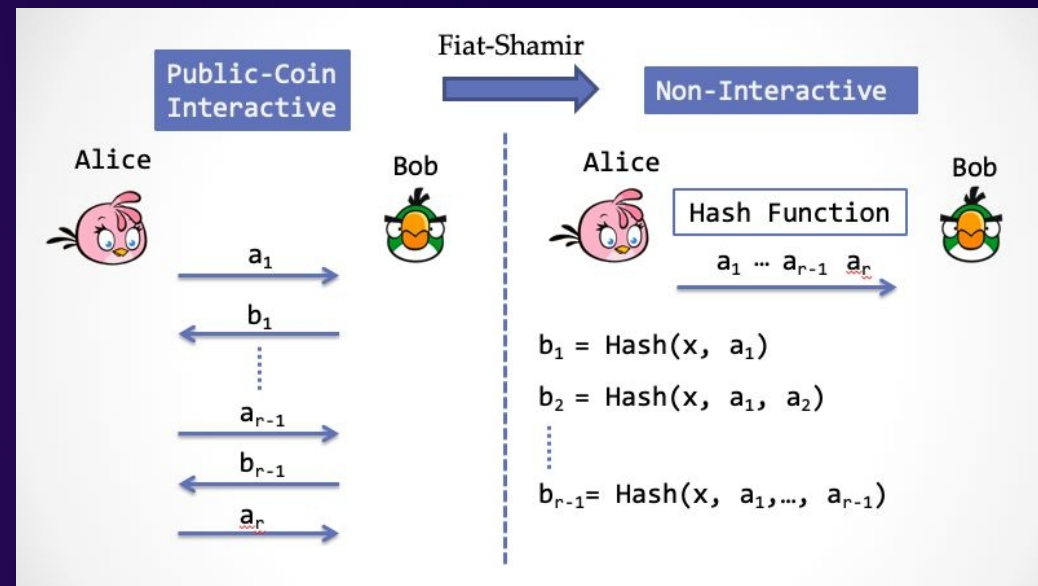 Fiat-Shamir
Public-Coin
Interactive
Non-Interactive
Alice
Bob
a₁
b₁
aᵣ₋₁
bᵣ₋₁
aᵣ
Alice
Bob
Hash Function
a₁ … aᵣ₋₁ aᵣ
b₁ = Hash(x, a₁)
b₂ = Hash(x, a₁, a₂)
bᵣ₋₁= Hash(x, a₁,…, aᵣ₋₁)